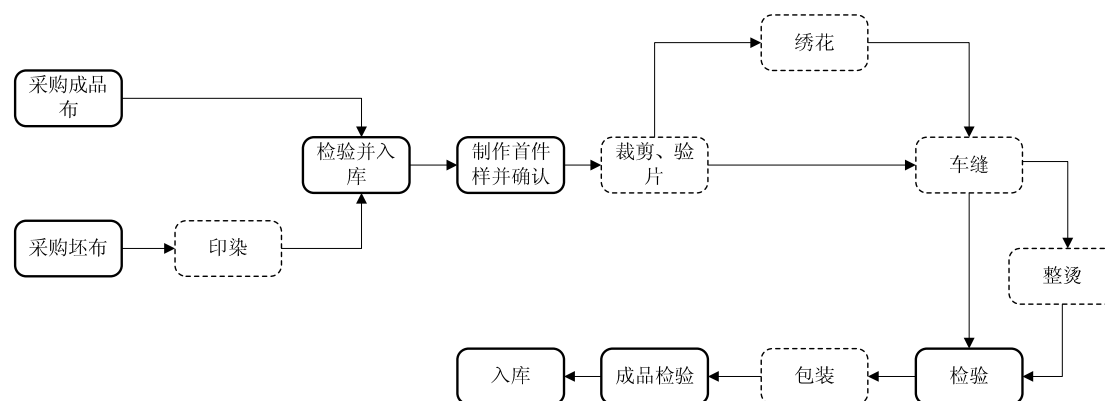 绣花
采购成品
布
检验并入
库
制作首件
样并确认
裁剪、验
片
车缝
采购坯布
印染
整烫
入库
成品检验
包装
检验